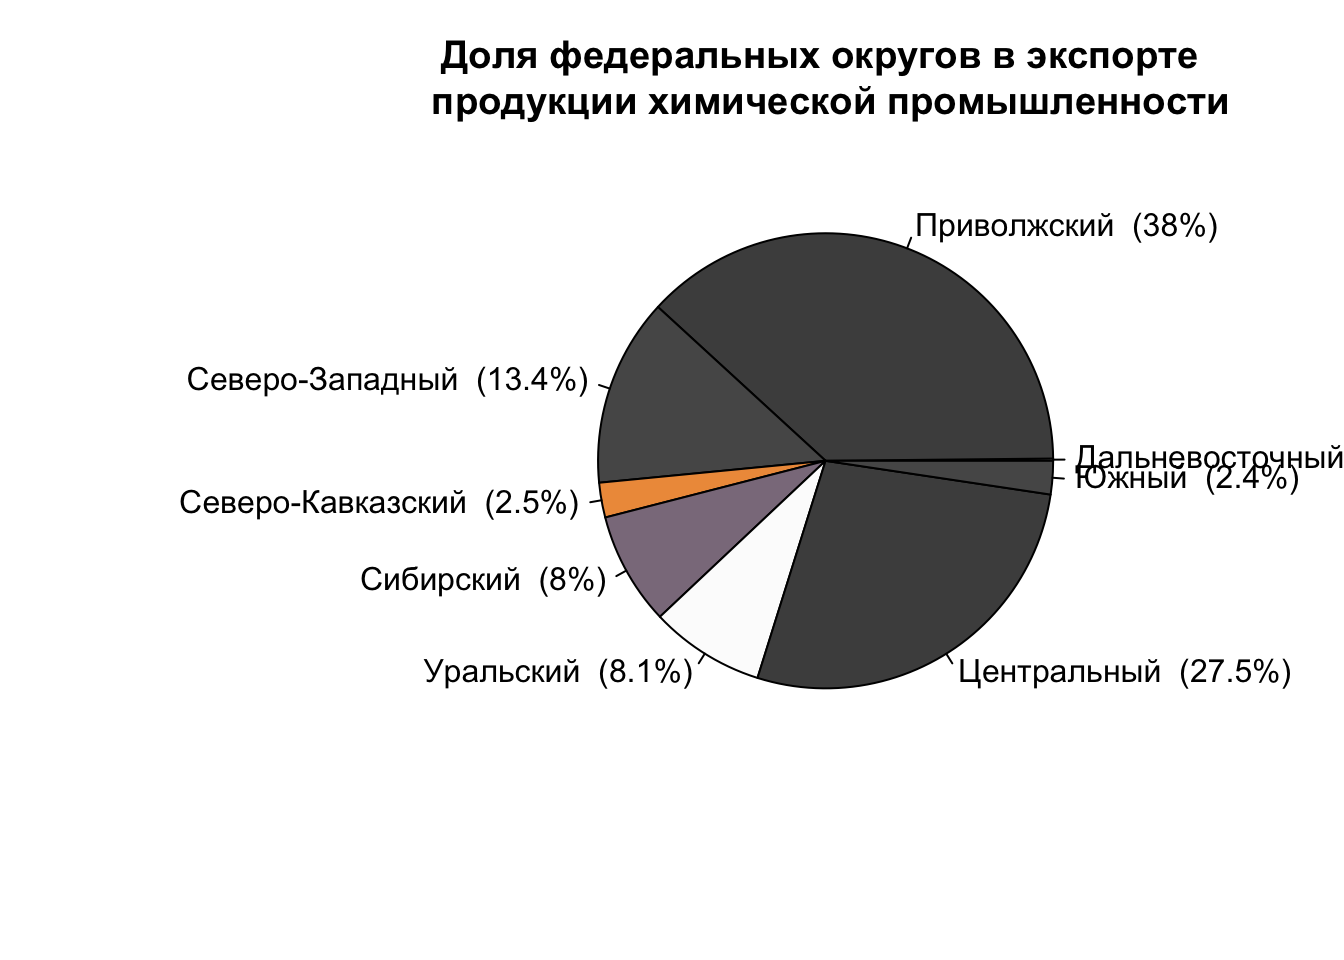 Доля федеральных округов в экспорте
продукции химической промышленности
Приволжский (38%)
Северо-Западный (13.4%)
Дальневосточный
Южный (2.4%)
Северо-Кавказский (2.5%)
Сибирский (8%)
Уральский (8.1%)
Центральный (27.5%)